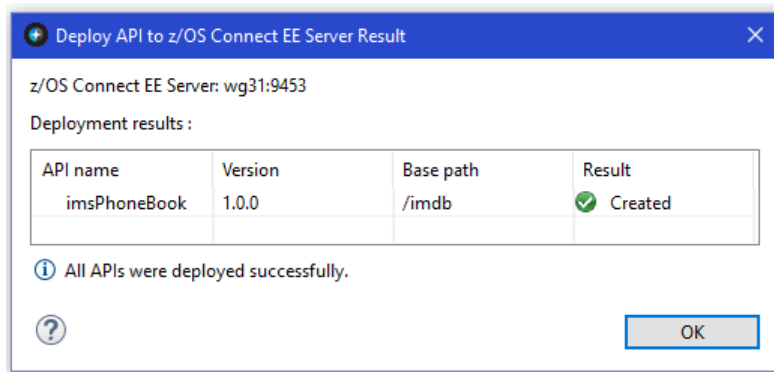 Deploy API to z/OS Connect EE Server Result
z/OS Connect EE Server: wg31:9453
Deployment results :
API name Version Base path Result
imsPhoneBook 1.0.0 /imdb Created
All APIs were deployed successfully.
OK